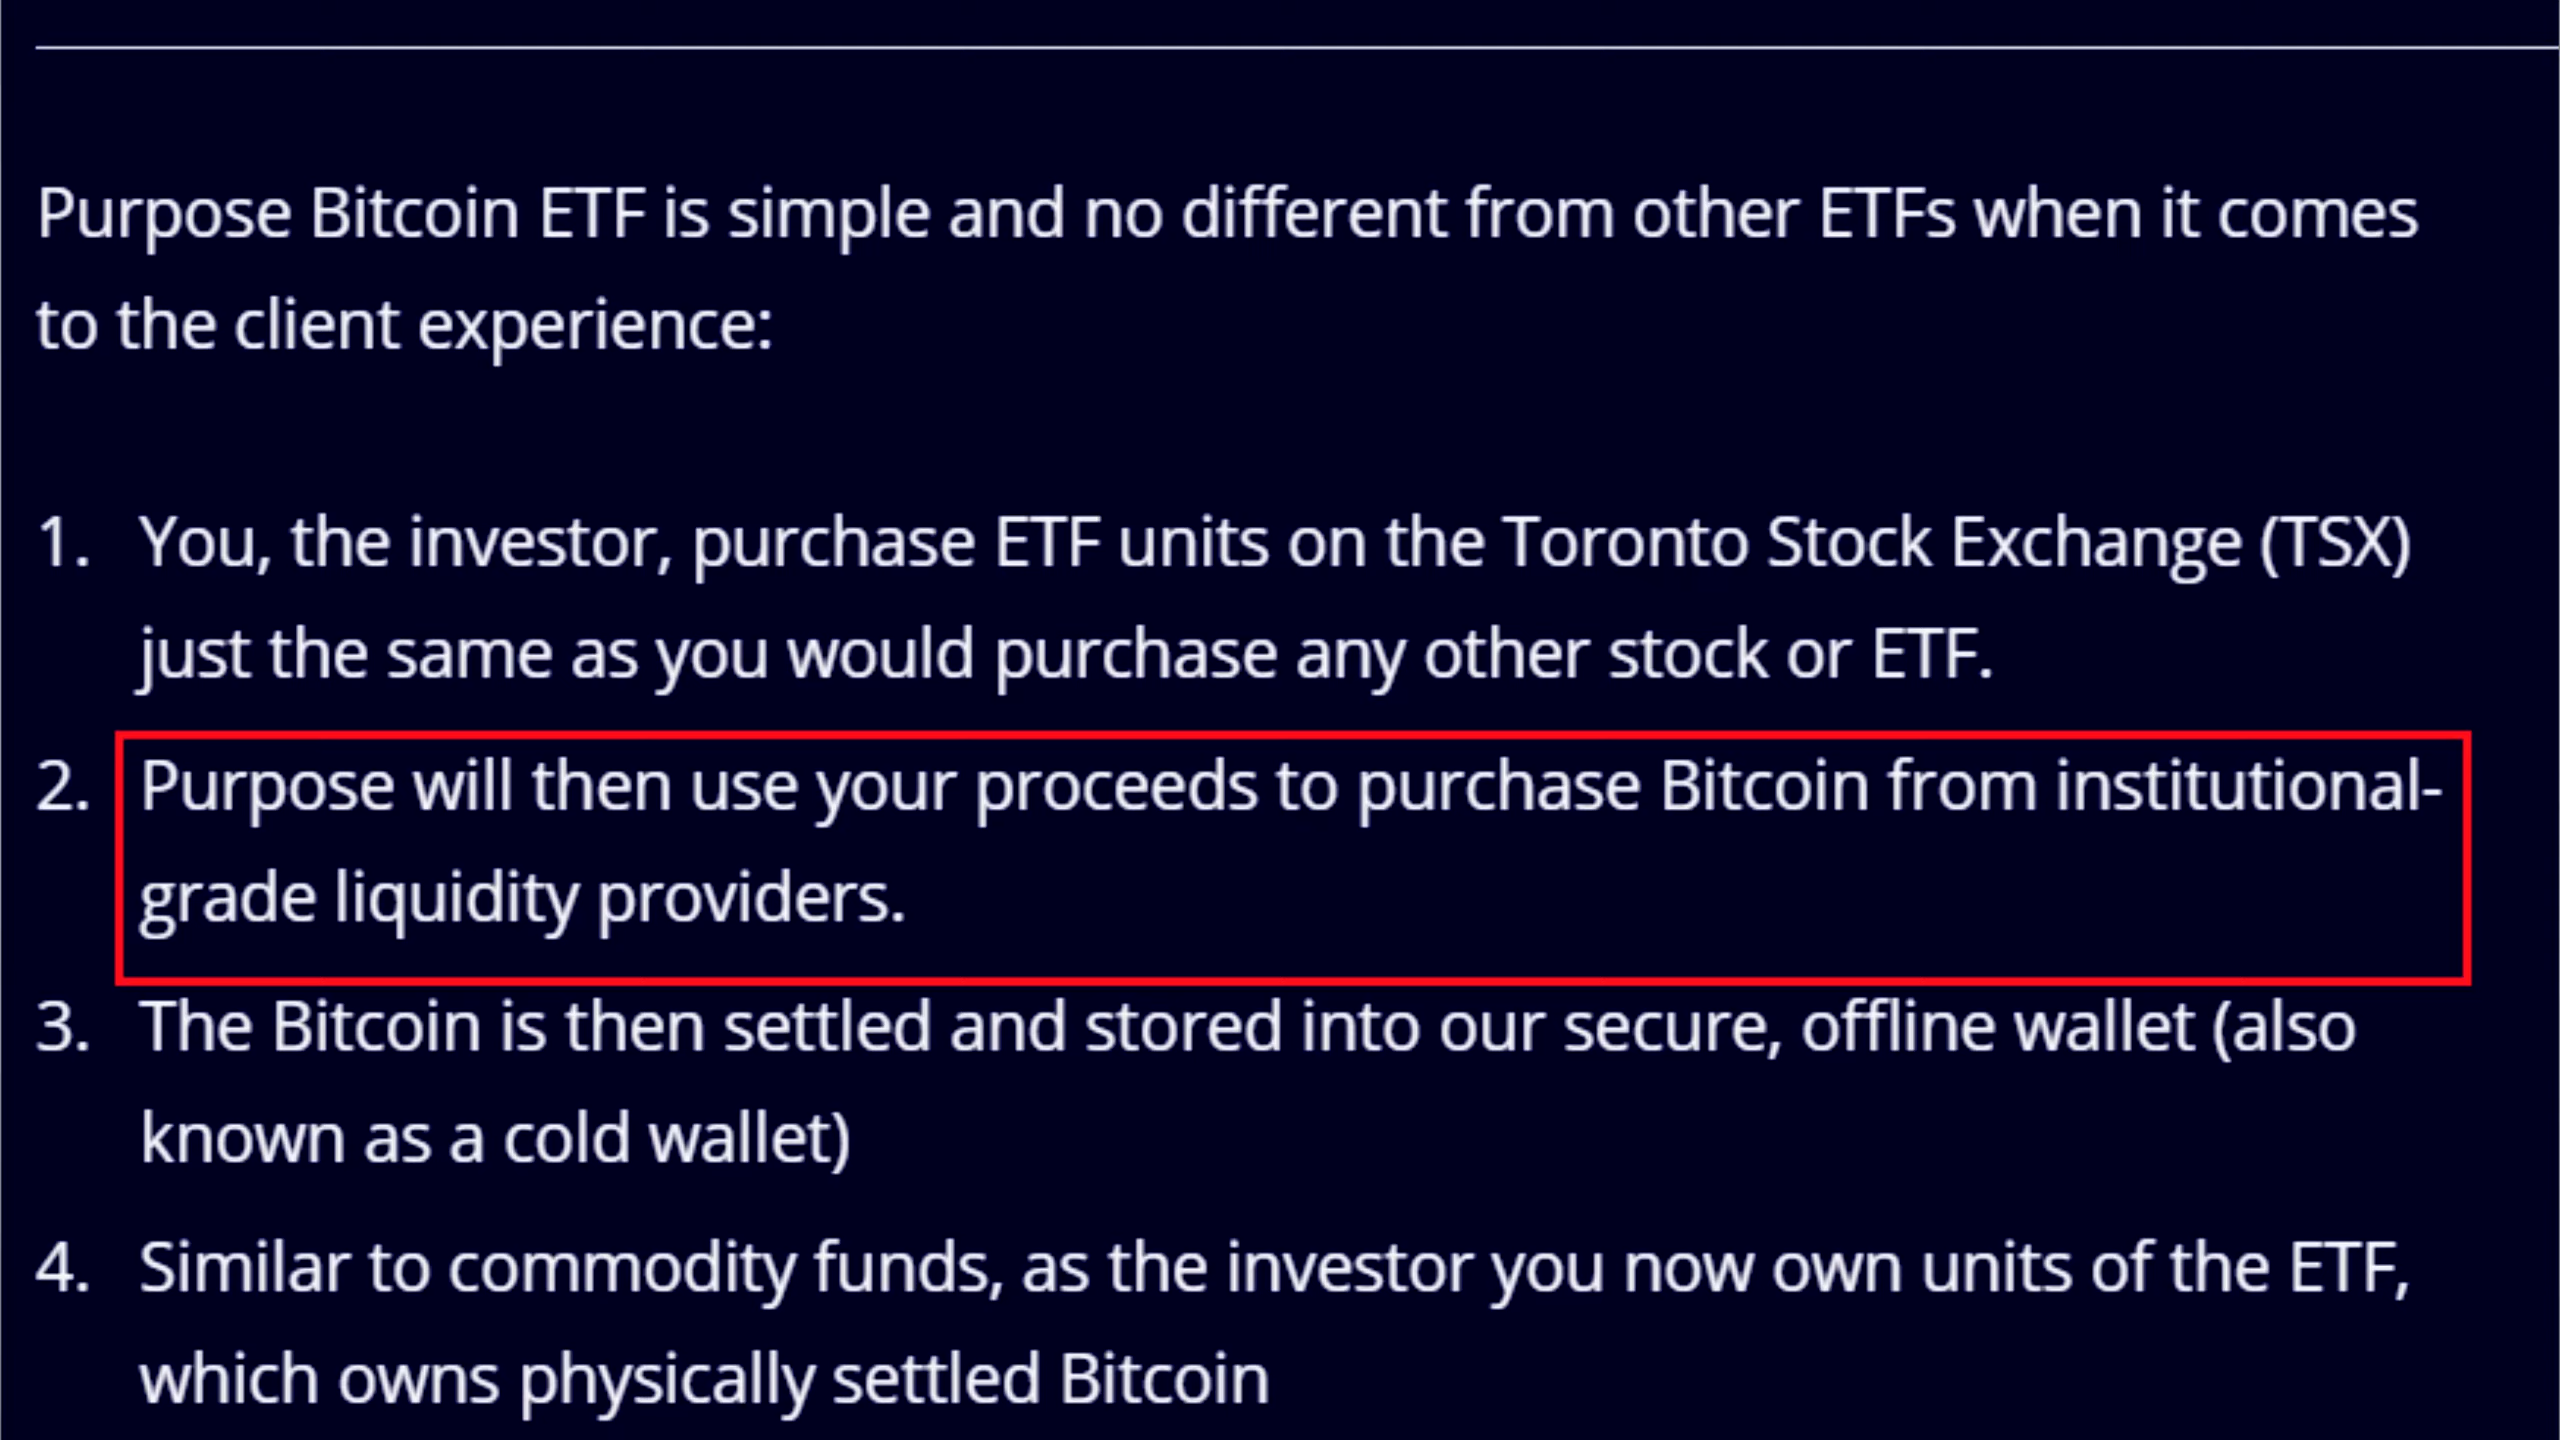 Purpose Bitcoin ETF is simple and no different from other ETFs when it comes
to the client experience:
1. You, the investor, purchase ETF units on the Toronto Stock Exchange (TSX)
just the same as you would purchase any other stock or ETF.
2. Purpose will then use your proceeds to purchase Bitcoin from institutional-
grade liquidity providers.
3. The Bitcoin is then settled and stored into our secure, offline wallet (also
known as a cold wallet)
4. Similar to commodity funds, as the investor you now own units of the ETF,
which owns physically settled Bitcoin